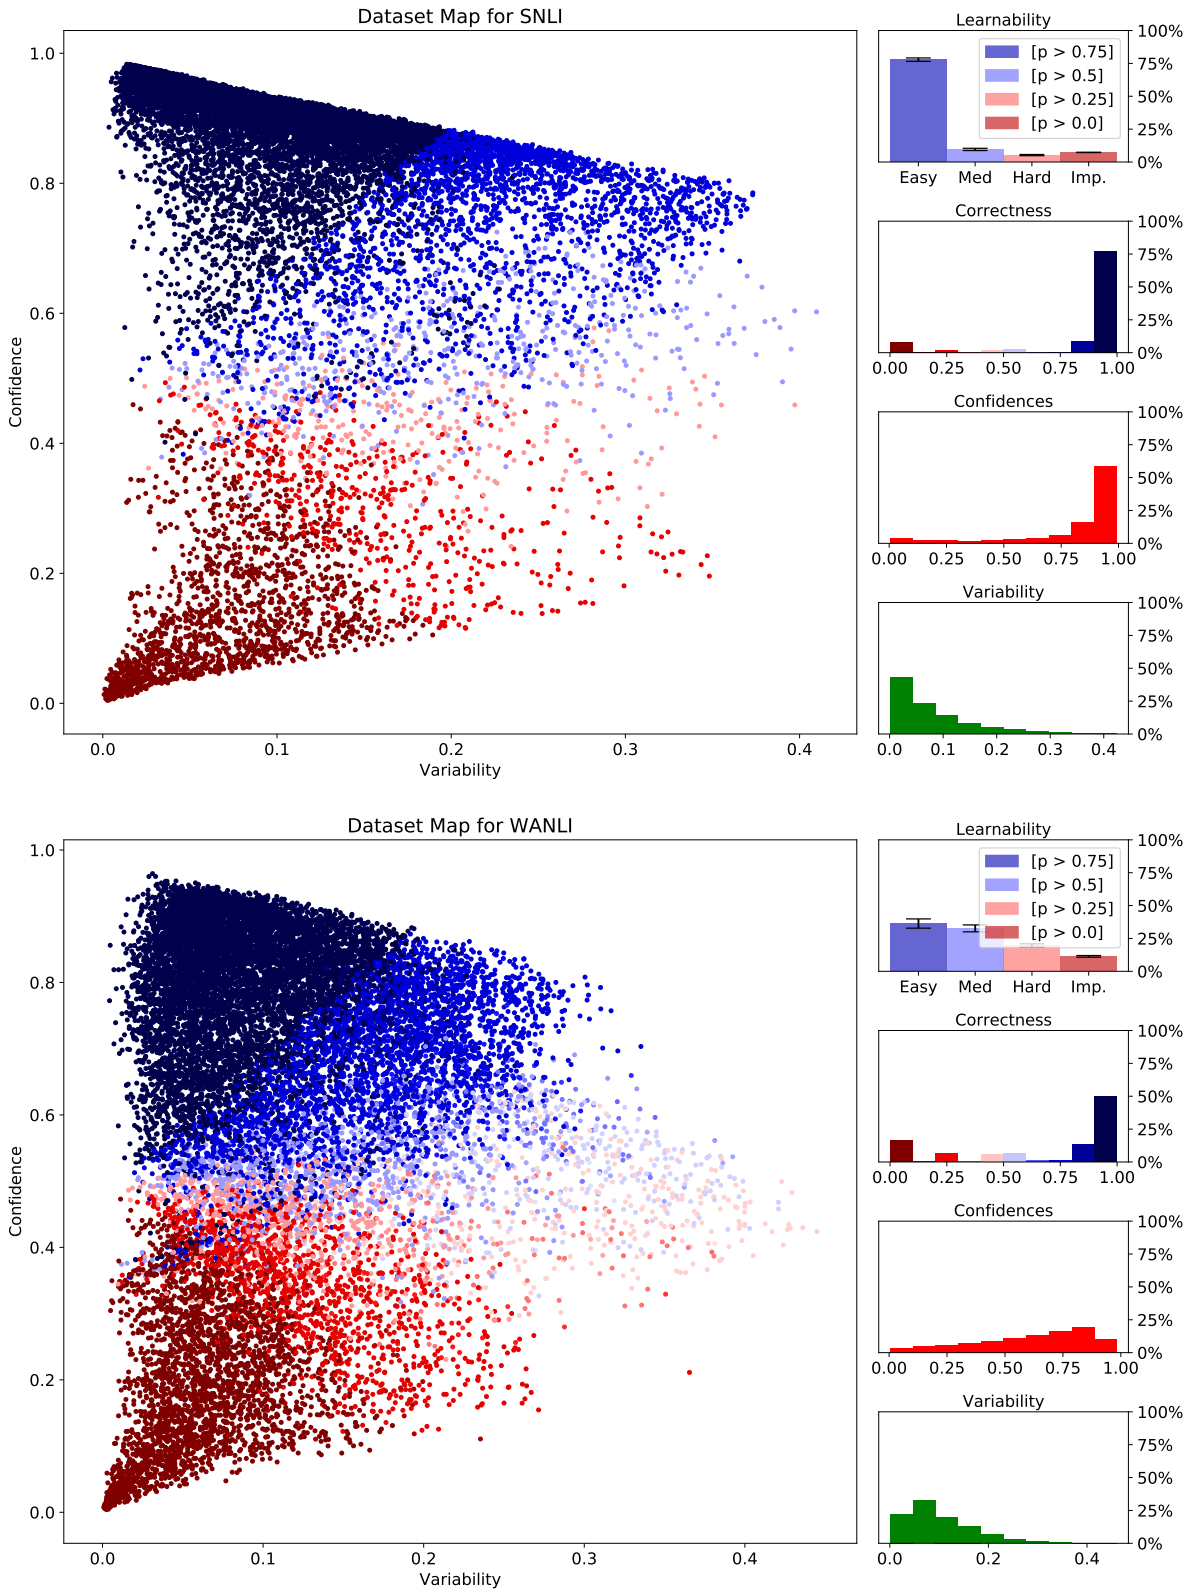 Dataset Map for SNLI
1.0
0.8
0.6
0.4
0.2
0.0
Confidence
0.0 0.1 0.2 0.3 0.4
Variability
Learnability
[p > 0.75]
[p > 0.5]
[p > 0.25]
[p > 0.0]
100%
75%
50%
25%
0%
Easy Med Hard Imp.
Correctness
100%
75%
50%
25%
0%
0.00 0.25 0.50 0.75 1.00
Confidences
100%
75%
50%
25%
0%
0.00 0.25 0.50 0.75 1.00
Variability
100%
75%
50%
25%
0%
0.0 0.1 0.2 0.3 0.4
Dataset Map for WANLI
1.0
0.8
0.6
0.4
0.2
0.0
Confidence
0.0 0.1 0.2 0.3 0.4
Variability
Learnability
[p > 0.75]
[p > 0.5]
[p > 0.25]
[p > 0.0]
100%
75%
50%
25%
0%
Easy Med Hard Imp.
Correctness
100%
75%
50%
25%
0%
0.00 0.25 0.50 0.75 1.00
Confidences
100%
75%
50%
25%
0%
0.00 0.25 0.50 0.75 1.00
Variability
100%
75%
50%
25%
0%
0.0 0.2 0.4